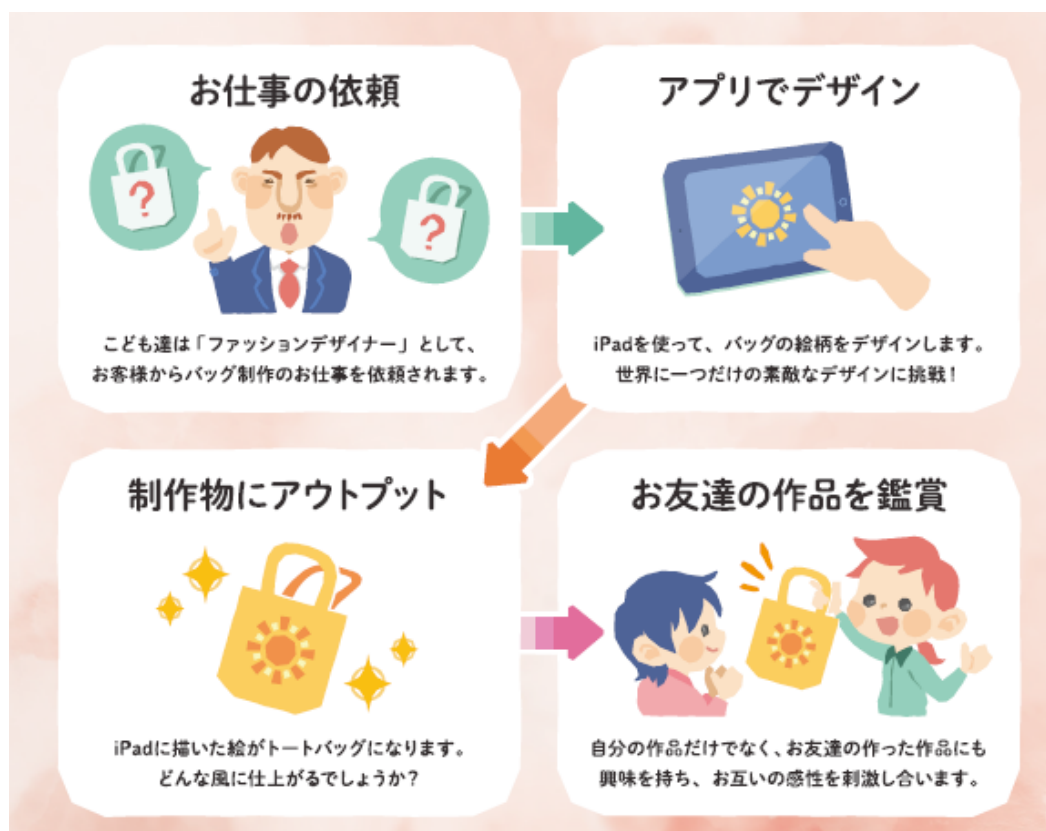 お仕事の依頼
?
?
こども達は「ファッションデザイナー」として、
お客様からバッグ制作のお仕事を依頼されます。
アプリでデザイン
iPadを使って、バッグの絵柄をデザインします。
世界に一つだけの素敵なデザインに挑戦！
制作物にアウトプット
iPadに描いた絵がトートバッグになります。
どんな風に仕上がるでしょうか？
お友達の作品を鑑賞
自分の作品だけでなく、お友達の作った作品にも
興味を持ち、お互いの感性を刺激し合います。